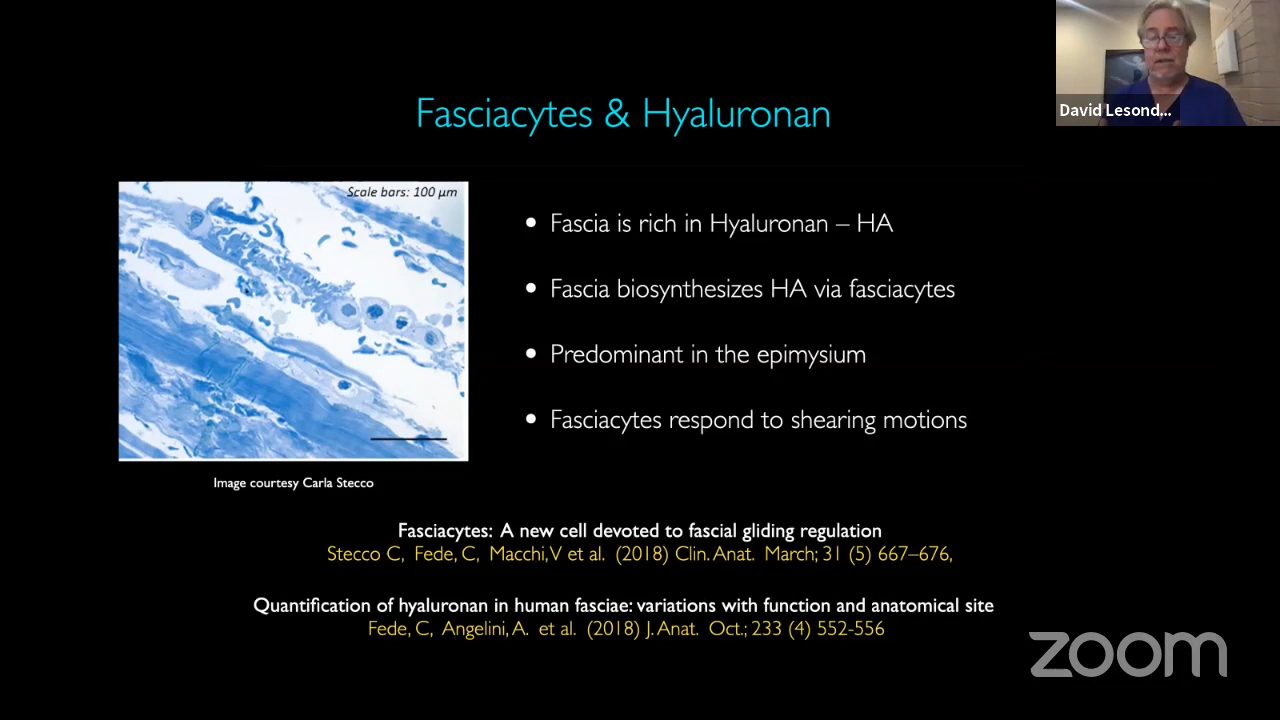 David Lesond...
Fasciacytes & Hyaluronan
Scale bars: 100 µm
• Fascia is rich in Hyaluronan – HA
• Fascia biosynthesizes HA via fasciacytes
• Predominant in the epimysium
• Fasciacytes respond to shearing motions
Image courtesy Carla Stecco
Fasciacytes: A new cell devoted to fascial gliding regulation
Stecco C, Fede, C, Macchi,V et al. (2018) Clin. Anat. March; 31 (5) 667–676,
Quantification of hyaluronan in human fasciae: variations with function and anatomical site
Fede, C, Angelini, A. et al. (2018) J. Anat. Oct.; 233 (4) 552-556
zoom